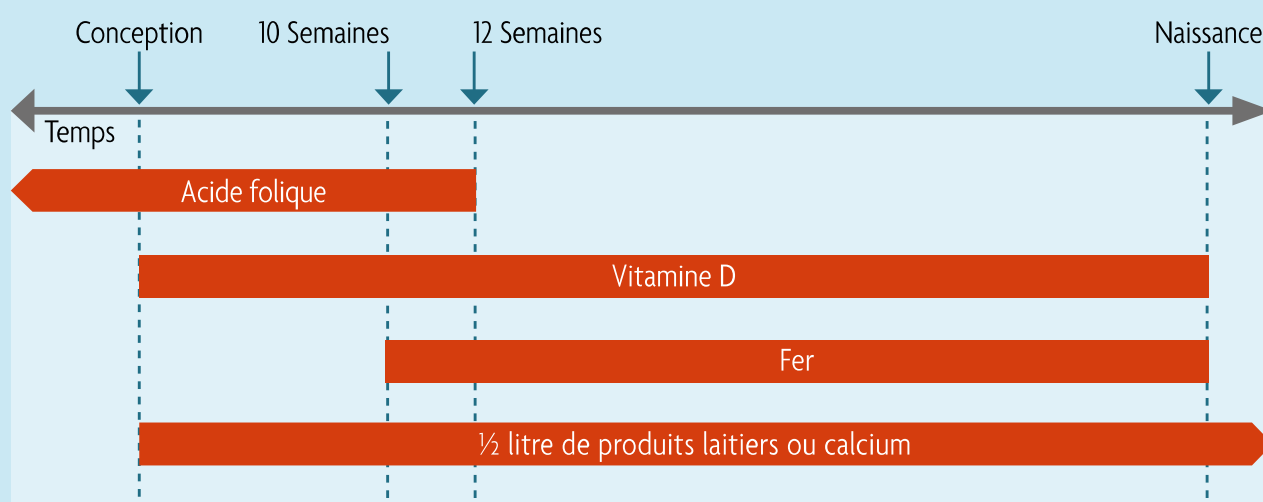 Conception 10 Semaines 12 Semaines Naissance
Temps
Acide folique
Vitamine D
Fer
½ litre de produits laitiers ou calcium